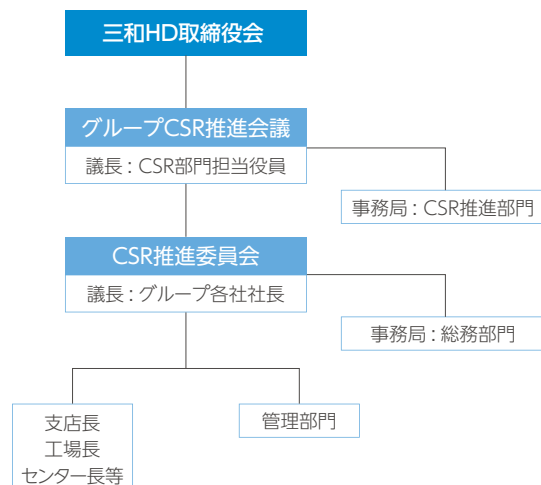 三和HD取締役会
グループCSR推進会議
議長：CSR部門担当役員
事務局：CSR推進部門
CSR推進委員会
議長：グループ各社社長
事務局：総務部門
支店長
工場長
センター長等
管理部門